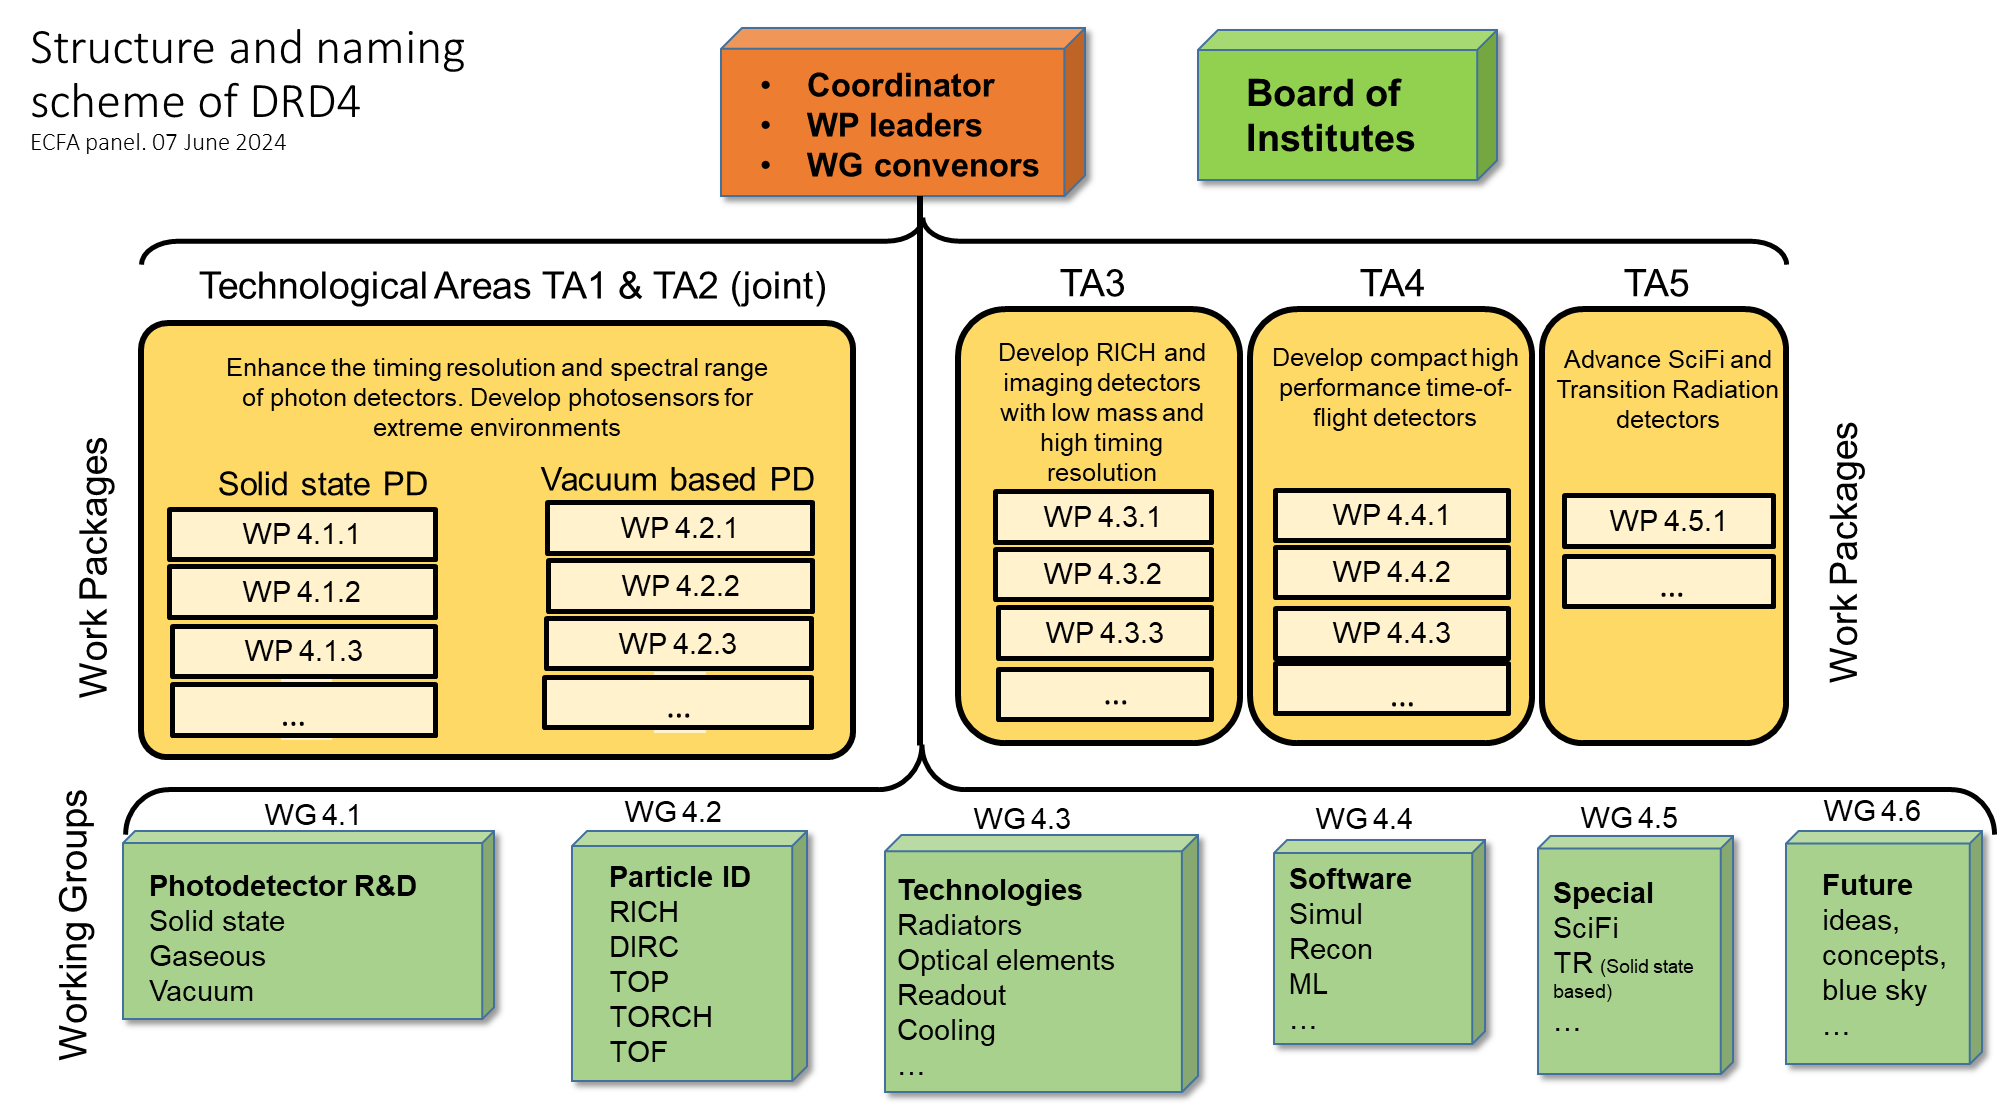 Structure and naming
scheme of DRD4
ECFA panel. 07 June 2024
• Coordinator
• WP leaders
• WG convenors
Board of
Institutes
Technological Areas TA1 & TA2 (joint)
Enhance the timing resolution and spectral range
of photon detectors. Develop photosensors for
extreme environments
Solid state PD
WP 4.1.1
WP 4.1.2
WP 4.1.3
...
Vacuum based PD
WP 4.2.1
WP 4.2.2
WP 4.2.3
...
TA3
Develop RICH and
imaging detectors
with low mass and
high timing
resolution
WP 4.3.1
WP 4.3.2
WP 4.3.3
...
TA4
Develop compact high
performance time-of-
flight detectors
WP 4.4.1
WP 4.4.2
WP 4.4.3
...
TA5
Advance SciFi and
Transition Radiation
detectors
WP 4.5.1
...
Work Packages
Work Packages
Working Groups
WG 4.1
Photodetector R&D
Solid state
Gaseous
Vacuum
WG 4.2
Particle ID
RICH
DIRC
TOP
TORCH
TOF
WG 4.3
Technologies
Radiators
Optical elements
Readout
Cooling
...
WG 4.4
Software
Simul
Recon
ML
...
WG 4.5
Special
SciFi
TR (Solid state
based)
...
WG 4.6
Future
ideas,
concepts,
blue sky
...